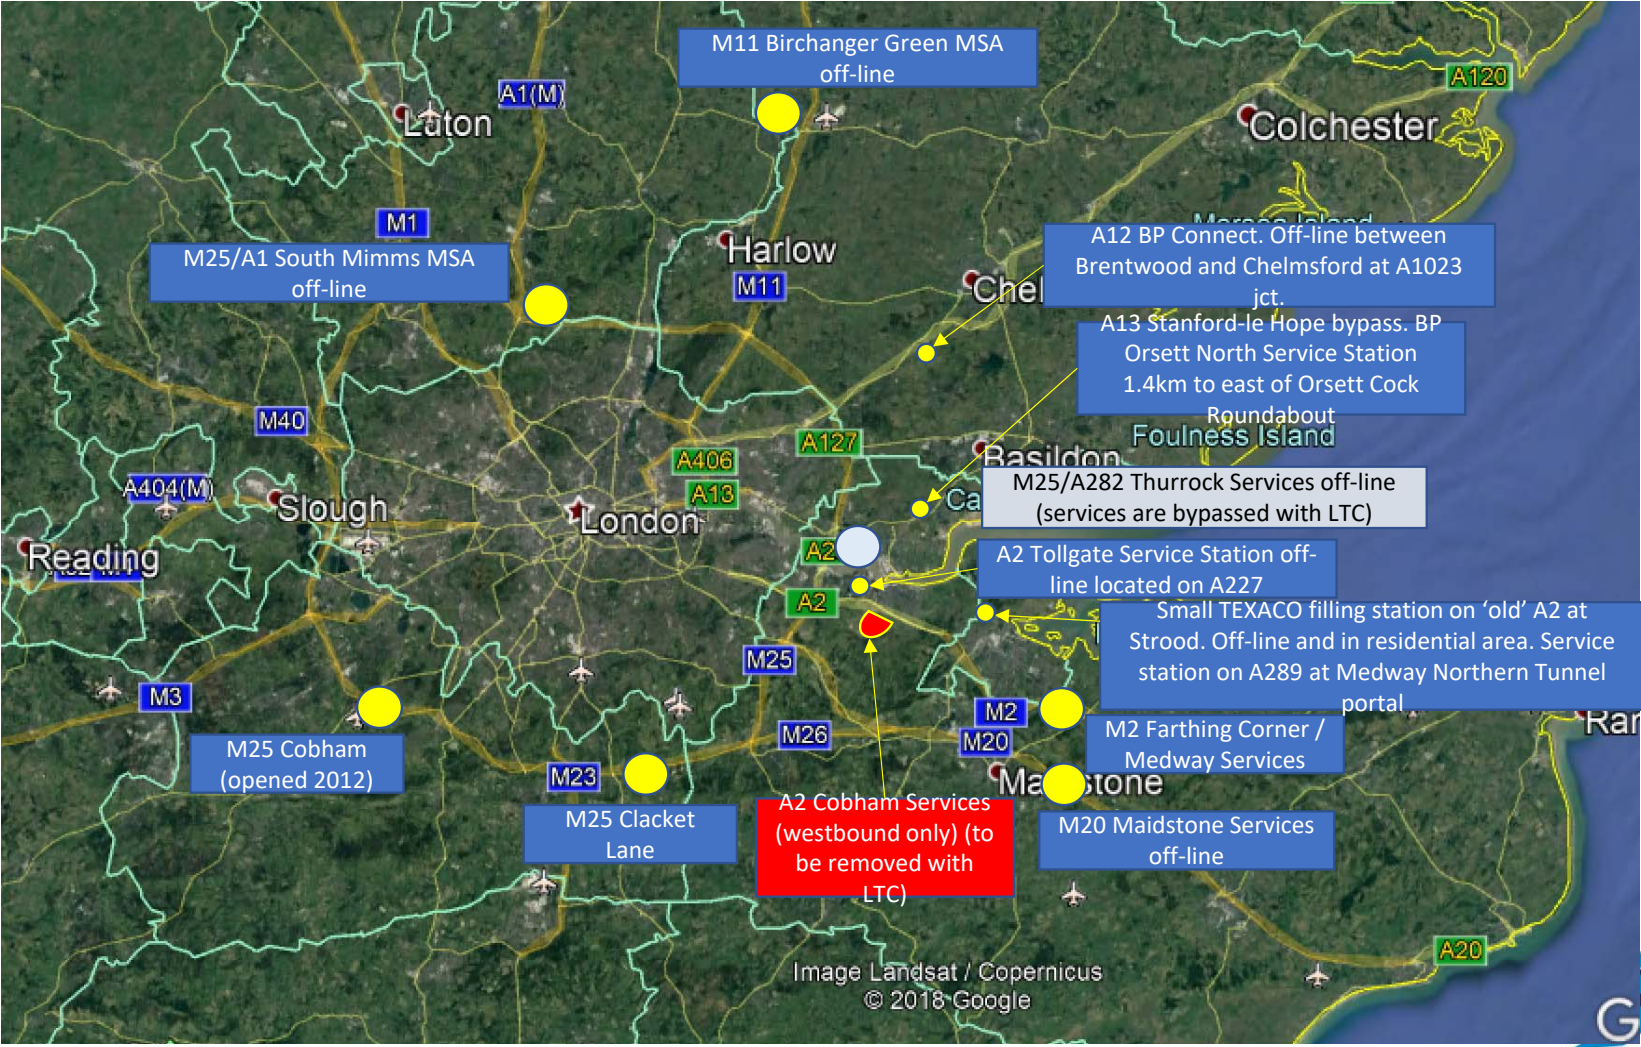 M11 Birchanger Green MSA
off-line
A120
A1(M)
Luton
Colchester
M1
Harlow
M25/A1 South Mimms MSA
off-line
M11
A12 BP Connect. Off-line between
Brentwood and Chelmsford at A1023
jct.
A13 Stanford-le Hope bypass. BP
Orsett North Service Station
1.4km to east of Orsett Cock
Roundabout
M40
A127
Foulness Island
A406
Basildon
A13
A404(M)
Slough
London
M25/A282 Thurrock Services off-line
(services are bypassed with LTC)
Reading
A2
A2 Tollgate Service Station off-
line located on A227
Small TEXACO filling station on ‘old’ A2 at
Strood. Off-line and in residential area. Service
station on A289 at Medway Northern Tunnel
portal
M25
M3
M2
M26
M20
M2 Farthing Corner /
Medway Services
M25 Cobham
(opened 2012)
M23
M25 Clacket
Lane
A2 Cobham Services
(westbound only) (to
be removed with
LTC)
M20 Maidstone Services
off-line
A20
Image Landsat / Copernicus
© 2018 Google